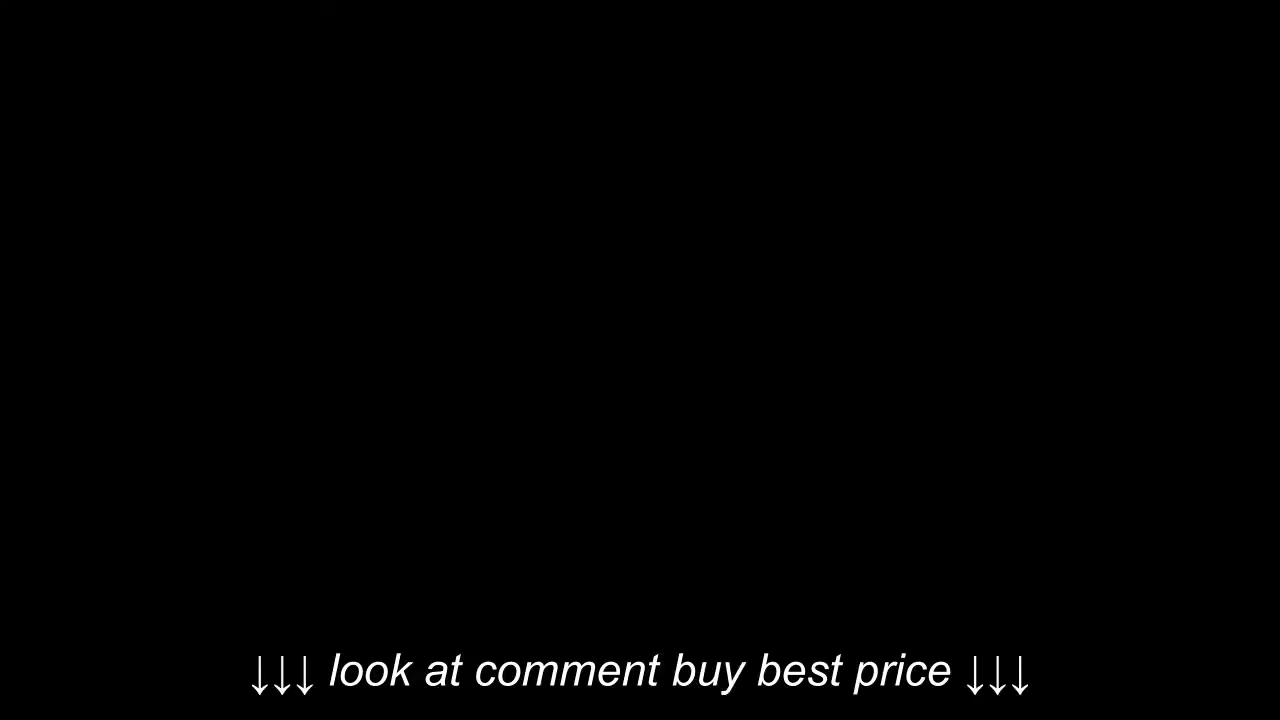 ↓↓↓ look at comment buy best price ↓↓↓